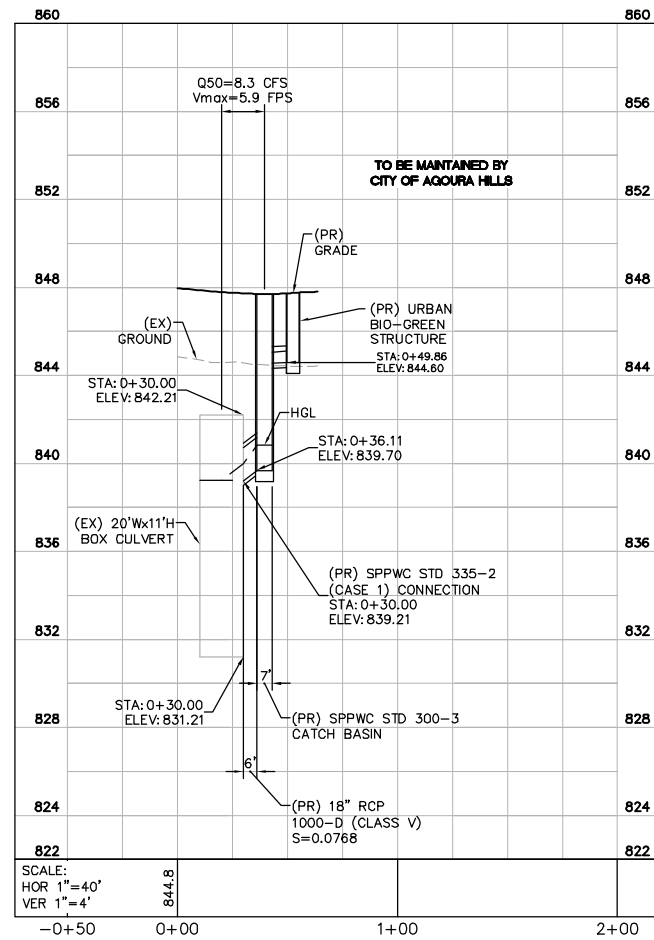 860 860
Q50=8.3 CFS
Vmax=5.9 FPS
856 856
TO BE MAINTAINED BY
CITY OF AGOURA HILLS
852 852
(PR)
GRADE
848 848
(EX)
GROUND
(PR) URBAN
BIO-GREEN
STRUCTURE
STA: 0+49.86
ELEV: 844.60
844 844
STA: 0+30.00
ELEV: 842.21
HGL
STA: 0+36.11
ELEV: 839.70
840 840
(EX) 20'Wx11'H
BOX CULVERT
836 836
(PR) SPPWC STD 335-2
(CASE 1) CONNECTION
STA: 0+30.00
ELEV: 839.21
832 832
7'
STA: 0+30.00
ELEV: 831.21
(PR) SPPWC STD 300-3
CATCH BASIN
828 828
6'
(PR) 18" RCP
1000-D (CLASS V)
S=0.0768
824 824
822 822
SCALE:
HOR 1"=40'
VER 1"=4'
844.8
-0+50 0+00 1+00 2+00